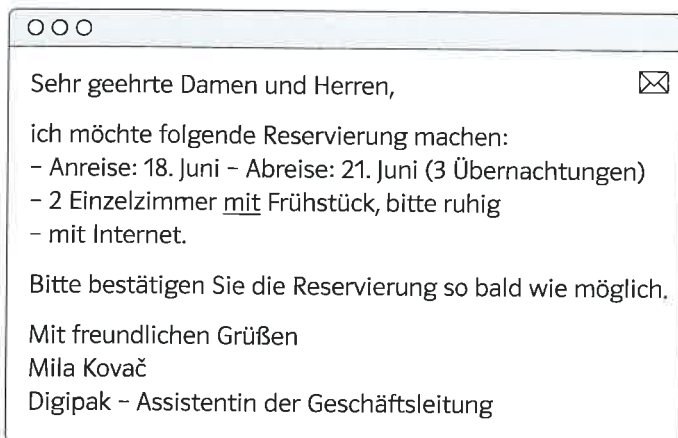 Sehr geehrte Damen und Herren,
ich möchte folgende Reservierung machen:
– Anreise: 18. Juni – Abreise: 21. Juni (3 Übernachtungen)
– 2 Einzelzimmer mit Frühstück, bitte ruhig
– mit Internet.
Bitte bestätigen Sie die Reservierung so bald wie möglich.
Mit freundlichen Grüßen
Mila Kovač
Digipak – Assistentin der Geschäftsleitung